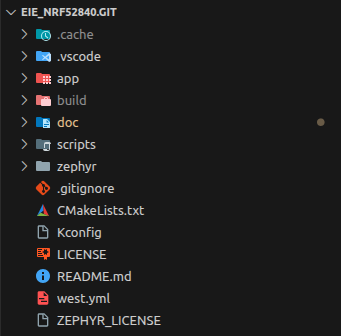 EIE_NRF52840.GIT
.cache
.vscode
app
build
doc
scripts
zephyr
.gitignore
CMakeLists.txt
Kconfig
LICENSE
README.md
west.yml
ZEPHYR_LICENSE